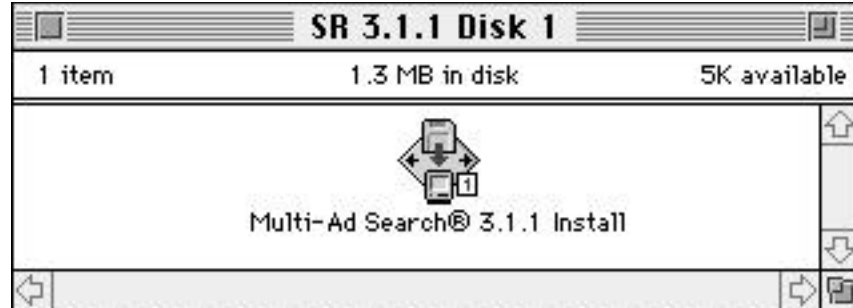 SR 3.1.1 Disk 1
1 item 1.3 MB in disk 5K available
1
Multi-Ad Search® 3.1.1 Install